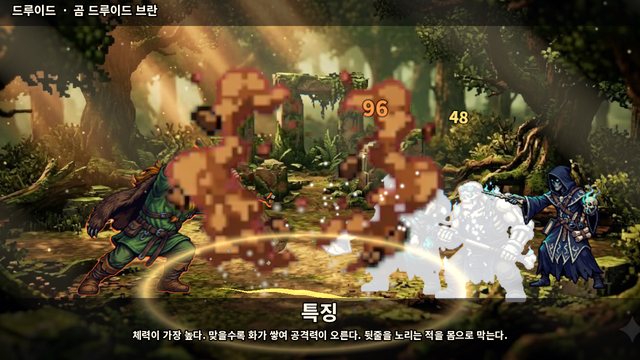 드루이드 · 곰 드루이드 브란
96
48
특징
체력이 가장 높다. 맞을수록 화가 쌓여 공격력이 오른다. 뒷줄을 노리는 적을 몸으로 막는다.